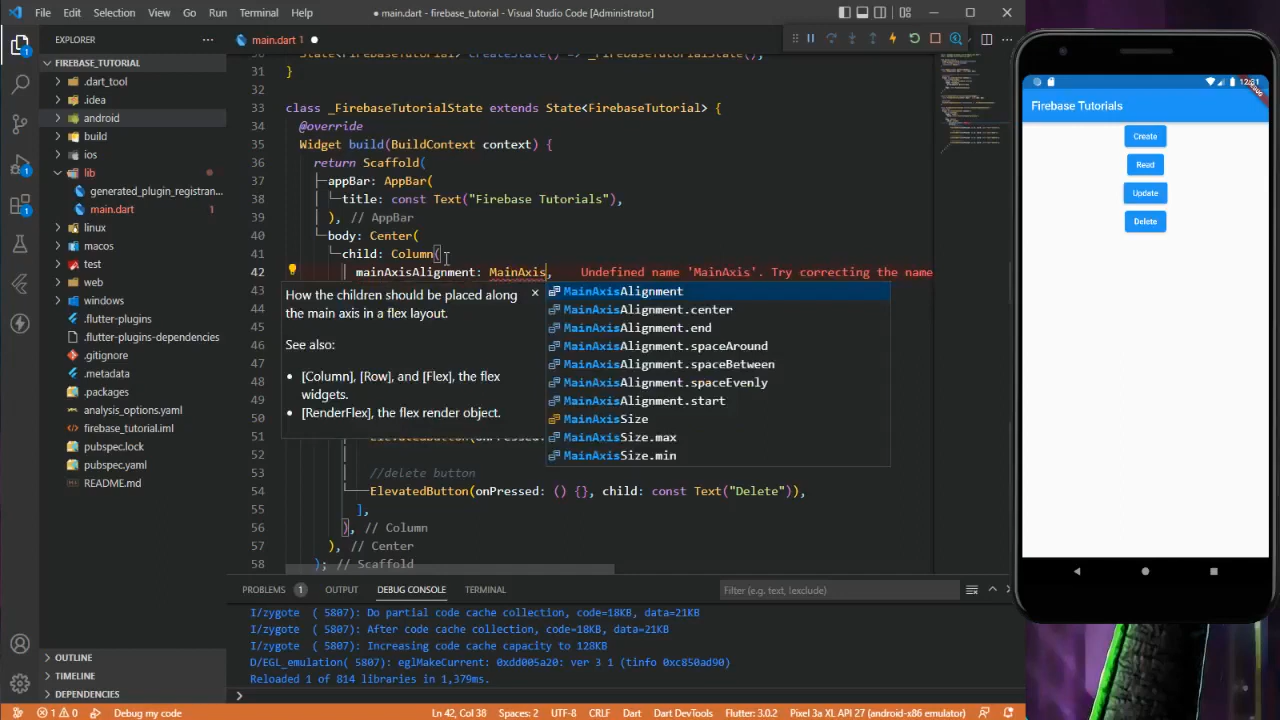 File Edit Selection View Go Run Terminal Help
● main.dart - firebase_tutorial - Visual Studio Code [Administrator]
EXPLORER
FIREBASE_TUTORIAL
.dart_tool
.idea
android
build
ios
lib
generated_plugin_registran...
main.dart 1
linux
macos
test
web
windows
.flutter-plugins
.flutter-plugins-dependencies
.gitignore
.metadata
.packages
analysis_options.yaml
firebase_tutorial.iml
pubspec.lock
pubspec.yaml
README.md
OUTLINE
TIMELINE
DEPENDENCIES
main.dart 1 ●
State<FirebaseTutorial> createState() => _FirebaseTutorialState();
31 }
32
33 class _FirebaseTutorialState extends State<FirebaseTutorial> {
34 @override
35 Widget build(BuildContext context) {
36 return Scaffold(
37 appBar: AppBar(
38 title: const Text("Firebase Tutorials"),
39 ), // AppBar
40 body: Center(
41 child: Column(
42 mainAxisAlignment: MainAxis, Undefined name 'MainAxis'. Try correcting the name
43
44
45
46
47
48
49
50
51 ElevatedButton(onPressed:
52
53 //delete button
54 ElevatedButton(onPressed: () {}, child: const Text("Delete")),
55 ],
56 ), // Column
57 ), // Center
58 ); // Scaffold
How the children should be placed along
the main axis in a flex layout.
See also:
• [Column], [Row], and [Flex], the flex
widgets.
• [RenderFlex], the flex render object.
MainAxisAlignment
MainAxisAlignment.center
MainAxisAlignment.end
MainAxisAlignment.spaceAround
MainAxisAlignment.spaceBetween
MainAxisAlignment.spaceEvenly
MainAxisAlignment.start
MainAxisSize
MainAxisSize.max
MainAxisSize.min
PROBLEMS 1 OUTPUT DEBUG CONSOLE TERMINAL
Filter (e.g. text, !exclude)
I/zygote ( 5807): Do partial code cache collection, code=18KB, data=21KB
I/zygote ( 5807): After code cache collection, code=18KB, data=21KB
I/zygote ( 5807): Increasing code cache capacity to 128KB
D/EGL_emulation( 5807): eglMakeCurrent: 0xdd005a20: ver 3 1 (tinfo 0xc850ad90)
Reloaded 1 of 814 libraries in 1,379ms.
1 0 Debug my code
Ln 42, Col 38 Spaces: 2 UTF-8 CRLF Dart Dart DevTools Flutter: 3.0.2 Pixel 3a XL API 27 (android-x86 emulator)
Firebase Tutorials
Create
Read
Update
Delete